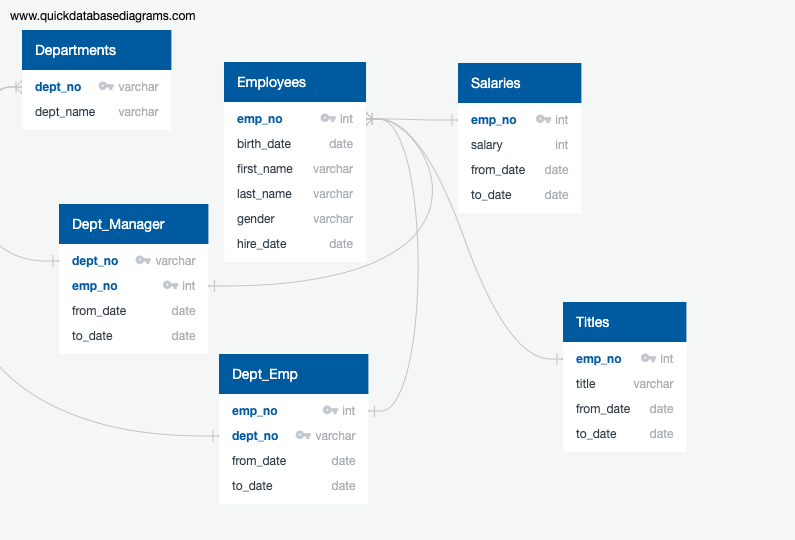 www.quickdatabasediagrams.com
Departments
dept_no varchar
dept_name varchar
Employees
emp_no int
birth_date date
first_name varchar
last_name varchar
gender varchar
hire_date date
Salaries
emp_no int
salary int
from_date date
to_date date
Dept_Manager
dept_no varchar
emp_no int
from_date date
to_date date
Titles
emp_no int
title varchar
from_date date
to_date date
Dept_Emp
emp_no int
dept_no varchar
from_date date
to_date date